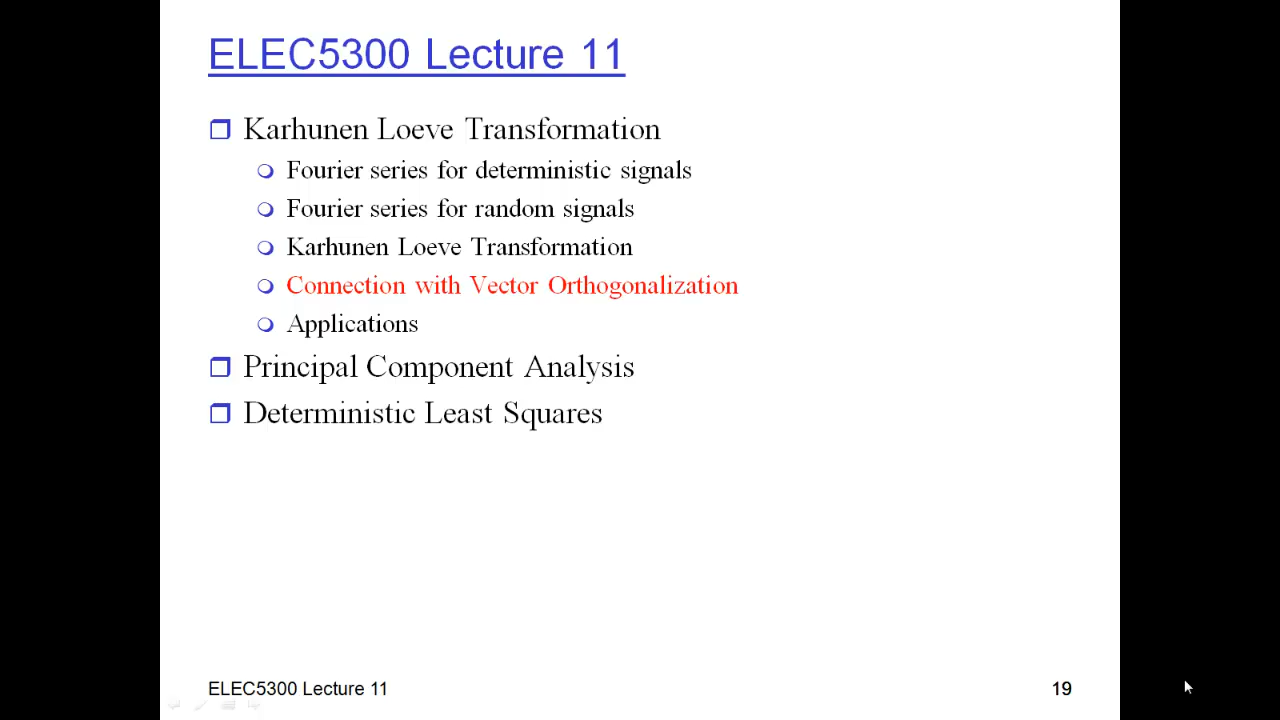 ELEC5300 Lecture 11
Karhunen Loeve Transformation
Fourier series for deterministic signals
Fourier series for random signals
Karhunen Loeve Transformation
Connection with Vector Orthogonalization
Applications
Principal Component Analysis
Deterministic Least Squares
ELEC5300 Lecture 11
19